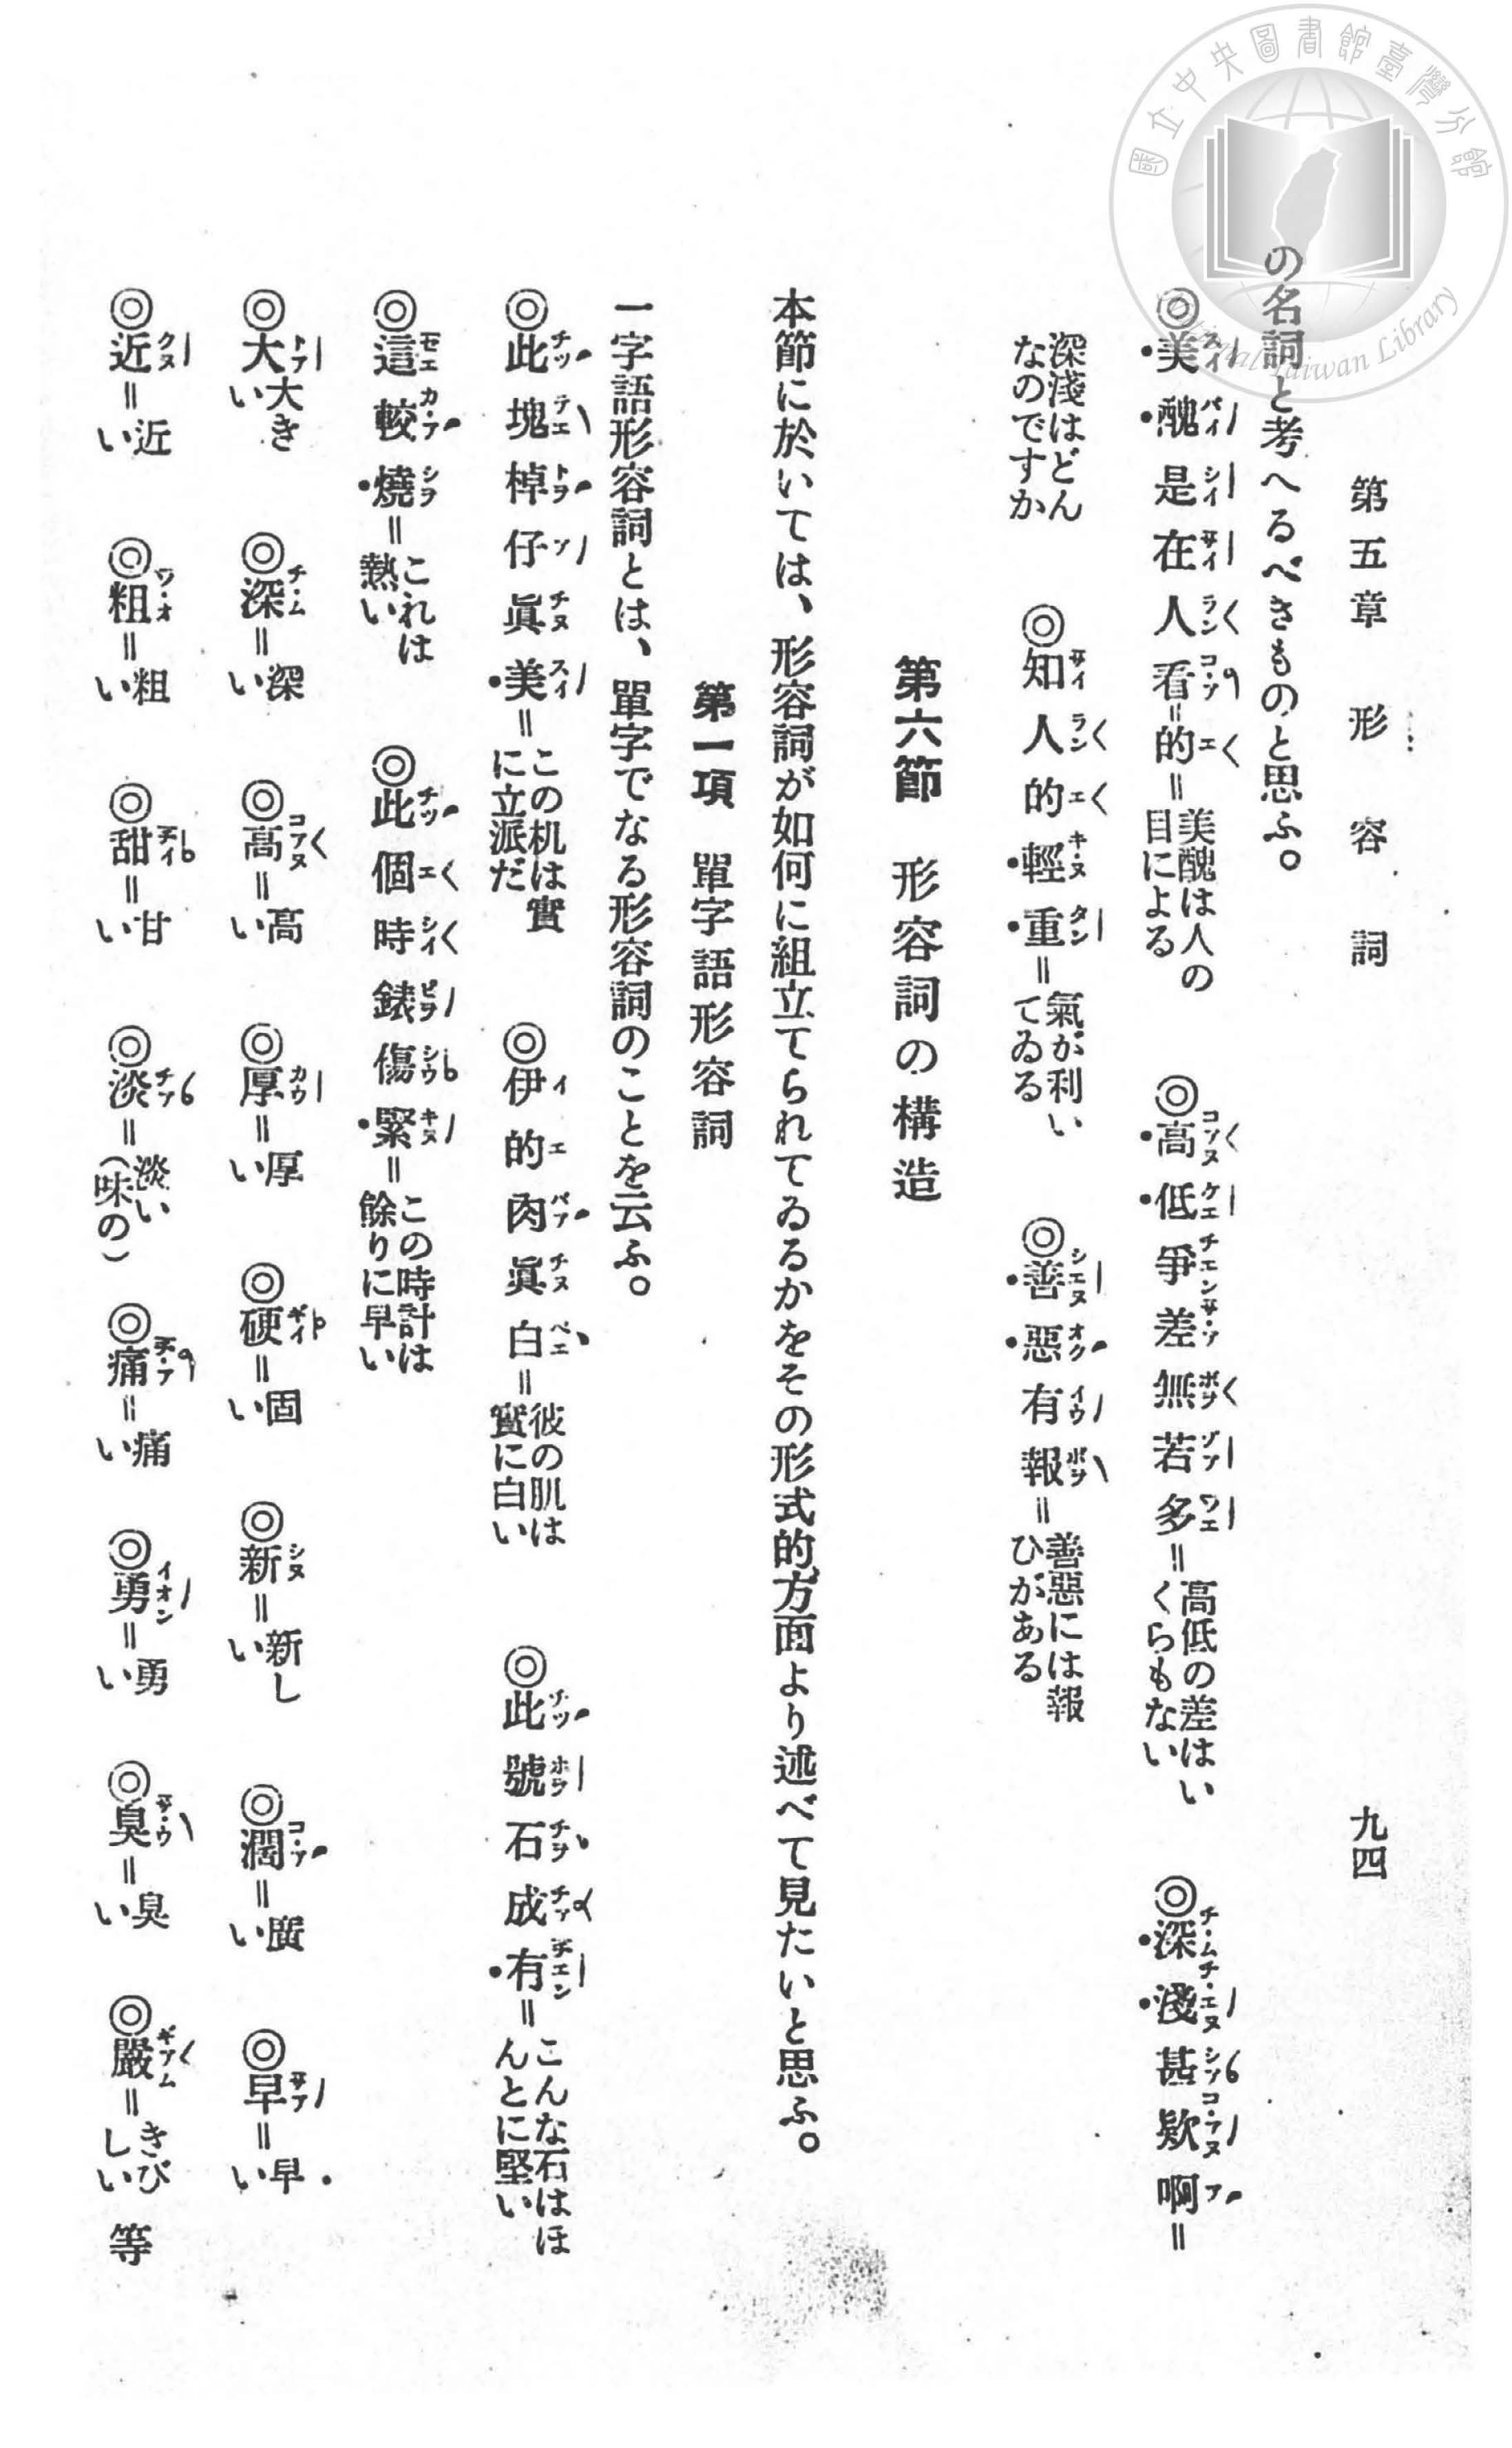 國立中央圖書館臺灣分館
National Taiwan Library
第五章 形容詞 九四
の名詞と考へるべきものと思ふ。
◎美醜是在人看的＝美醜は人の目による ◎高低爭差無若多＝高低の差はいくらもない ◎深淺甚欵啊＝
深淺はどんなのですか ◎知人的輕重＝氣が利いてゐる ◎善惡有報＝善惡には報ひがある
第六節 形容詞の構造
本節に於いては、形容詞が如何に組立てられてゐるかをその形式的方面より述べて見たいと思ふ。
第一項 單字語形容詞
一字語形容詞とは、單字でなる形容詞のことを云ふ。
◎此塊棹仔眞美＝この机は實に立派だ ◎伊的肉眞白＝彼の肌は實に白い ◎此號石成有＝こんな石はほんとに堅い
◎這較燒＝これは熱い ◎此個時錶傷緊＝この時計は餘りに早い
◎大大きい ◎深＝深い ◎高＝高い ◎厚＝厚い ◎硬＝固い ◎新＝新しい ◎濶＝廣い ◎早＝早い
◎近＝近い ◎粗＝粗い ◎甜＝甘い ◎淡＝淡い（味の） ◎痛＝痛い ◎勇＝勇い ◎臭＝臭い ◎嚴＝きびしい 等